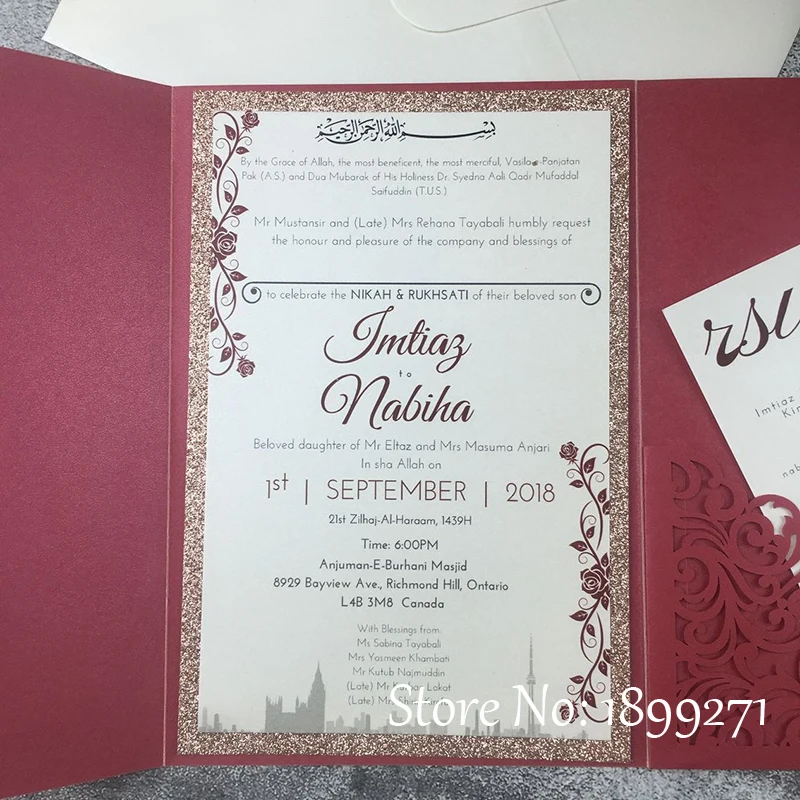 بسم الله الرحمن الرحيم
By the Grace of Allah, the most beneficent, the most merciful, Vasila-e-Panjatan
Pak (A.S.) and Dua Mubarak of His Holiness Dr. Syedna Aali Qadr Mufaddal
Saifuddin (T.U.S.)
Mr Mustansir and (Late) Mrs Rehana Tayabali humbly request
the honour and pleasure of the company and blessings of
to celebrate the NIKAH & RUKHSATI of their beloved son
Imtiaz
to
Nabiha
Beloved daughter of Mr Eltaz and Mrs Masuma Anjari
In sha Allah on
1st | SEPTEMBER | 2018
21st Zilhaj-Al-Haraam, 1439H
Time: 6:00PM
Anjuman-E-Burhani Masjid
8929 Bayview Ave., Richmond Hill, Ontario
L4B 3M8 Canada
With Blessings from:
Ms Sabina Tayabali
Mrs Yasmeen Khambati
Mr Kutub Najmuddin
(Late) Mr
(Late) Mr
rsv
Imtiaz
Kin
nab
Store No: 1899271